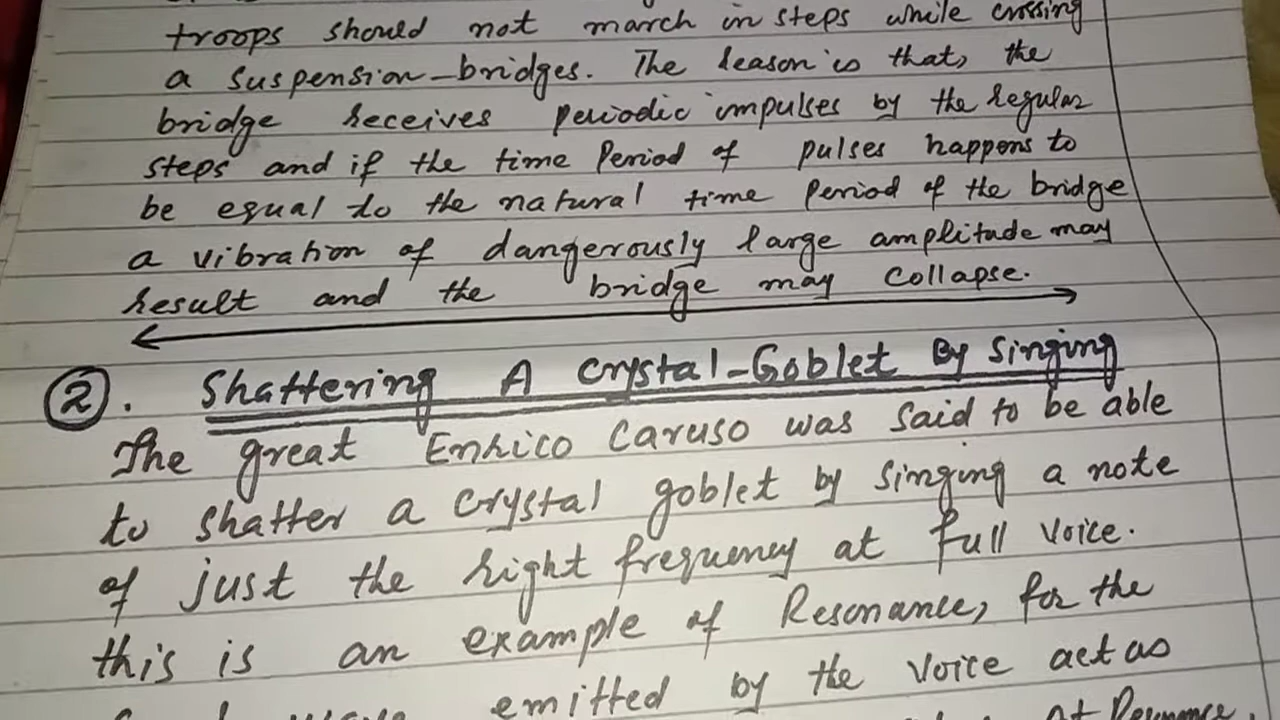 troops should not march in steps while crossing
a suspension-bridges. The reason is that, the
bridge receives periodic impulses by the regular
steps and if the time Period of pulses happens to
be equal to the natural time Period of the bridge
a vibration of dangerously large amplitude may
result and the bridge may collapse.
2. Shattering A Crystal-Goblet By Singing
The great Enrico Caruso was said to be able
to shatter a crystal goblet by singing a note
of just the right frequency at full voice.
this is an example of Resonance, for the
emitted by the voice act as
At